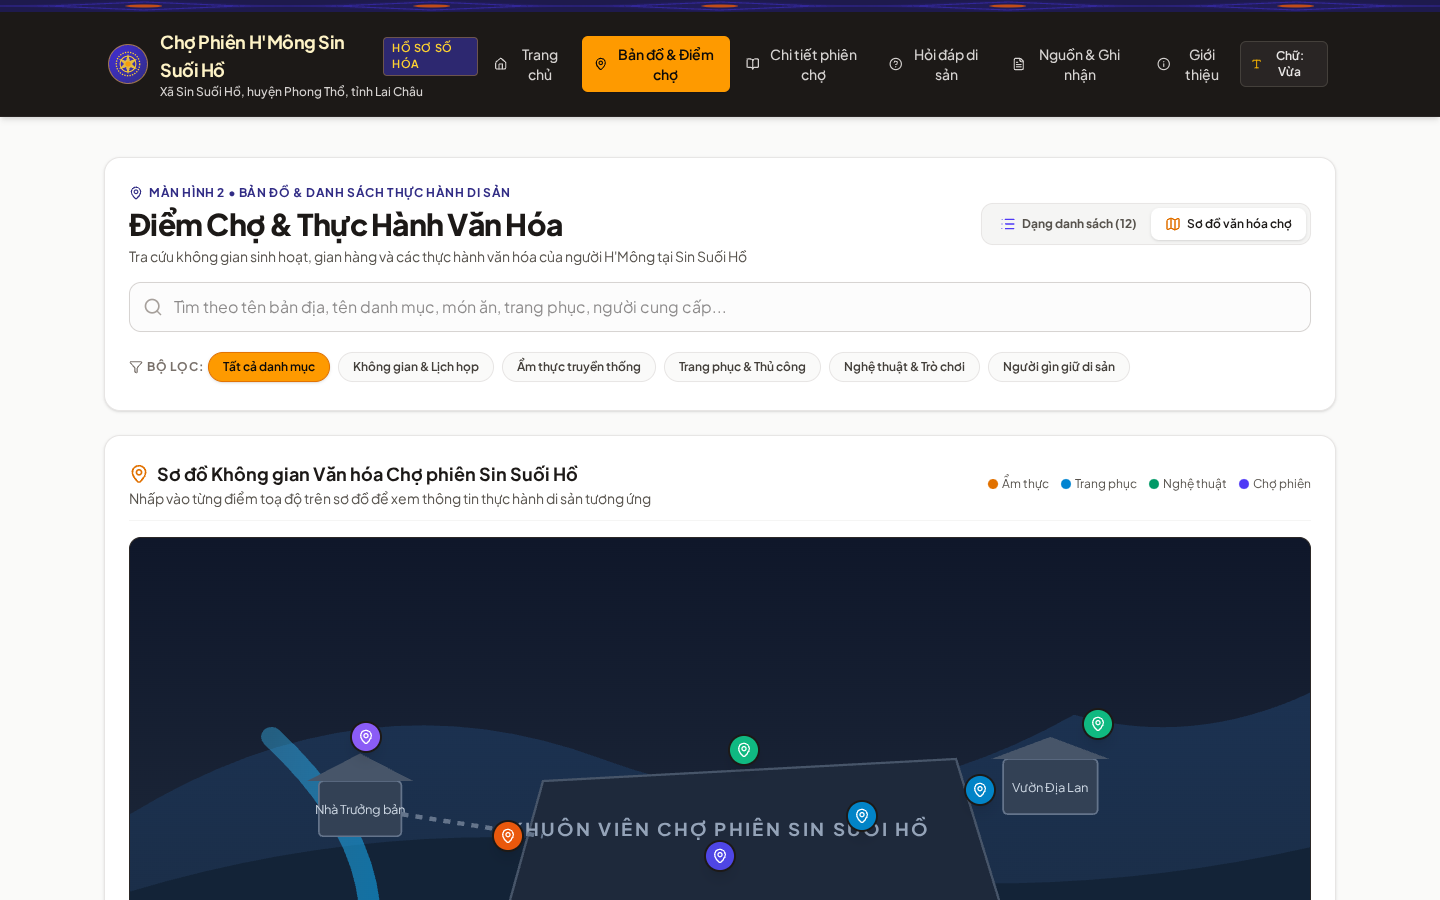 Chợ Phiên H'Mông Sin
Suối Hồ
HỒ SƠ SỐ
HÓA
Xã Sin Suối Hồ, huyện Phong Thổ, tỉnh Lai Châu
Trang
chủ
Bản đồ & Điểm
chợ
Chi tiết phiên
chợ
Hỏi đáp di
sản
Nguồn & Ghi
nhận
Giới
thiệu
Chữ:
Vừa
MÀN HÌNH 2 • BẢN ĐỒ & DANH SÁCH THỰC HÀNH DI SẢN
Điểm Chợ & Thực Hành Văn Hóa
Tra cứu không gian sinh hoạt, gian hàng và các thực hành văn hóa của người H'Mông tại Sin Suối Hồ
Dạng danh sách (12)
Sơ đồ văn hóa chợ
Tìm theo tên bản địa, tên danh mục, món ăn, trang phục, người cung cấp...
BỘ LỌC:
Tất cả danh mục
Không gian & Lịch họp
Ẩm thực truyền thống
Trang phục & Thủ công
Nghệ thuật & Trò chơi
Người gìn giữ di sản
Sơ đồ Không gian Văn hóa Chợ phiên Sin Suối Hồ
Nhấp vào từng điểm toạ độ trên sơ đồ để xem thông tin thực hành di sản tương ứng
Ẩm thực
Trang phục
Nghệ thuật
Chợ phiên
Vườn Địa Lan
Nhà Trưởng bản
KHUÔN VIÊN CHỢ PHIÊN SIN SUỐI HỒ